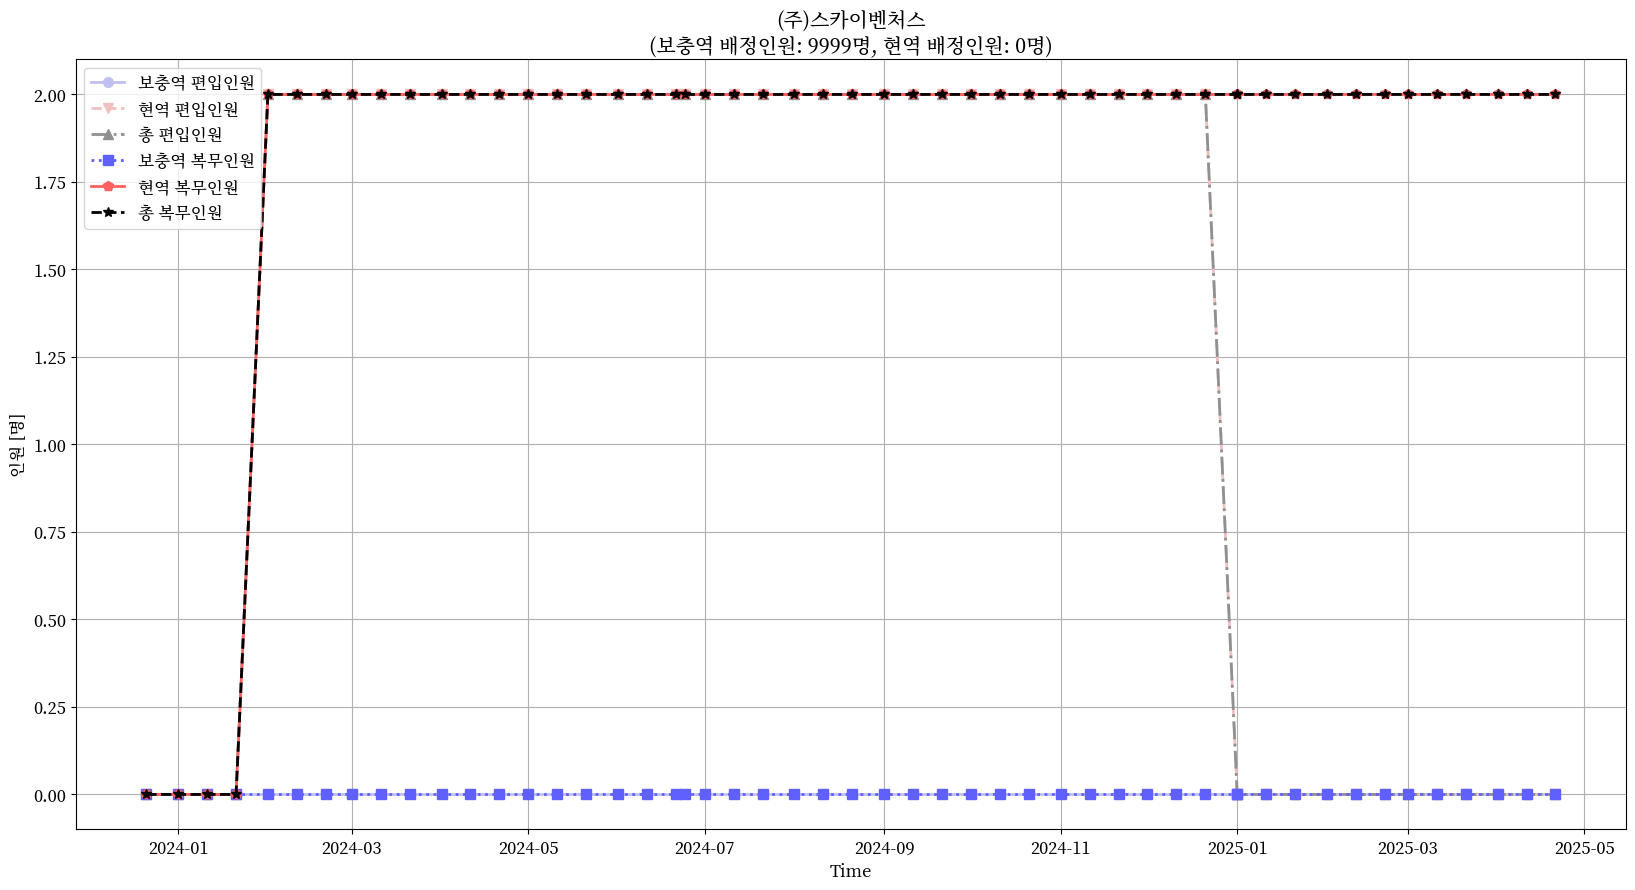 (주)스카이벤처스
(보충역 배정인원: 9999명, 현역 배정인원: 0명)
보충역 편입인원
현역 편입인원
총 편입인원
보충역 복무인원
현역 복무인원
총 복무인원
인원 [명]
2.00
1.75
1.50
1.25
1.00
0.75
0.50
0.25
0.00
2024-01
2024-03
2024-05
2024-07
2024-09
2024-11
2025-01
2025-03
2025-05
Time